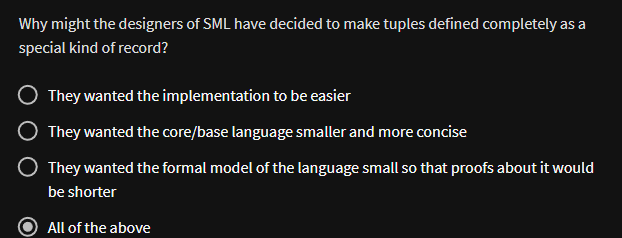 Why might the designers of SML have decided to make tuples defined completely as a
special kind of record?
They wanted the implementation to be easier
They wanted the core/base language smaller and more concise
They wanted the formal model of the language small so that proofs about it would
be shorter
All of the above